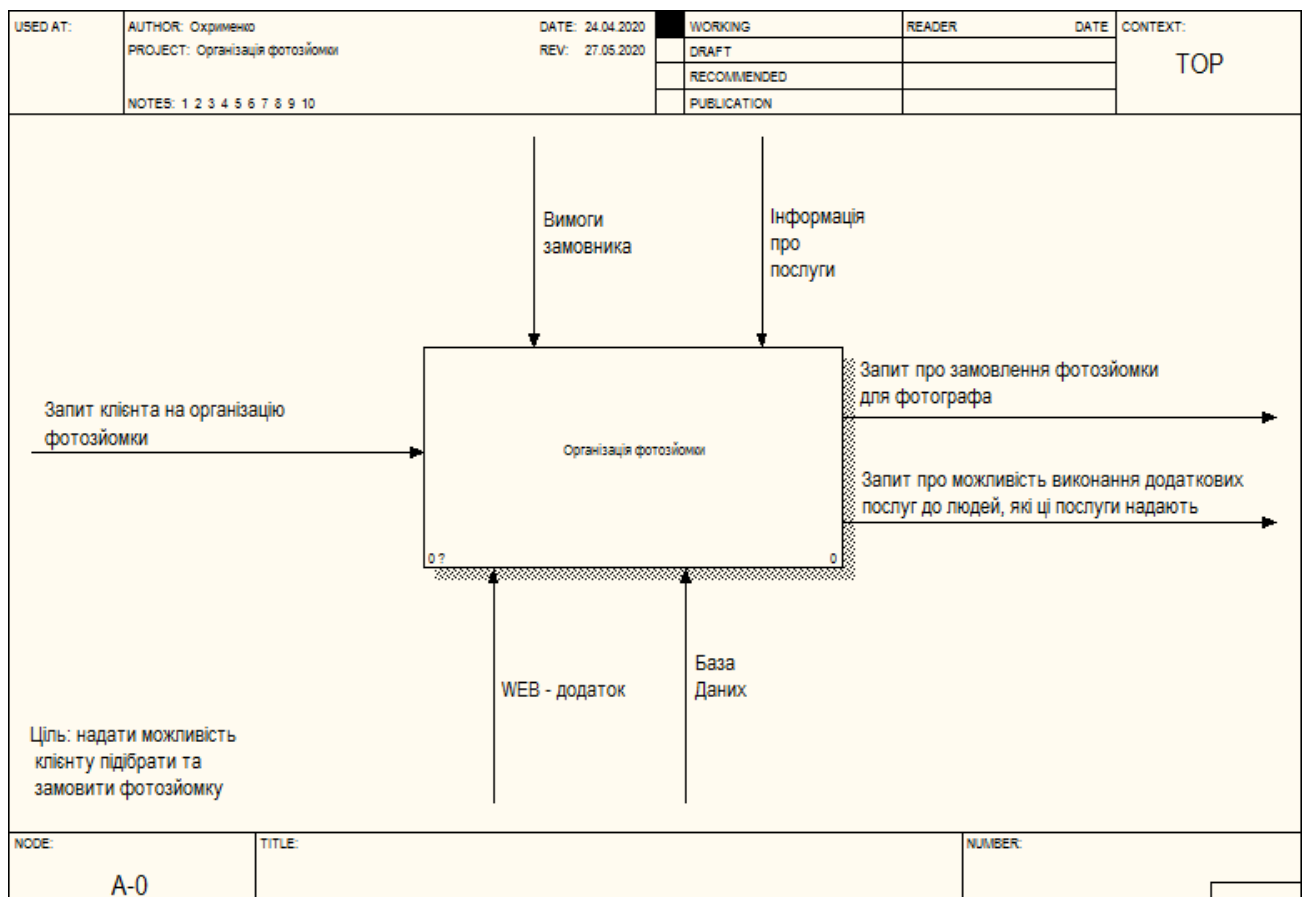 USED AT:
AUTHOR: Охрименко
DATE: 24.04.2020
PROJECT: Організація фотозйомки
REV: 27.05.2020
NOTES: 1 2 3 4 5 6 7 8 9 10
WORKING
DRAFT
RECOMMENDED
PUBLICATION
READER
DATE
CONTEXT:
TOP
Вимоги
замовника
Інформація
про
послуги
Запит клієнта на організацію
фотозйомки
Організація фотозйомки
0 ?
0
Запит про замовлення фотозйомки
для фотографа
Запит про можливість виконання додаткових
послуг до людей, які ці послуги надають
WEB - додаток
База
Даних
Ціль: надати можливість
клієнту підібрати та
замовити фотозйомку
NODE:
A-0
TITLE:
NUMBER: